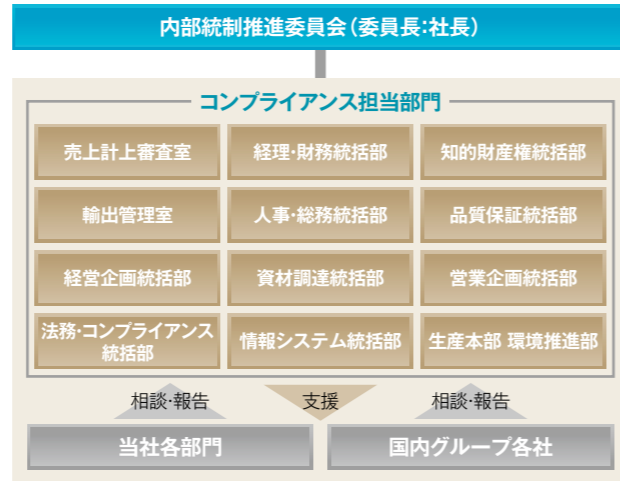 内部統制推進委員会（委員長：社長）
コンプライアンス担当部門
売上計上審査室
経理・財務統括部
知的財産権統括部
輸出管理室
人事・総務統括部
品質保証統括部
経営企画統括部
資材調達統括部
営業企画統括部
法務・コンプライアンス
統括部
情報システム統括部
生産本部 環境推進部
相談・報告
支援
相談・報告
当社各部門
国内グループ各社